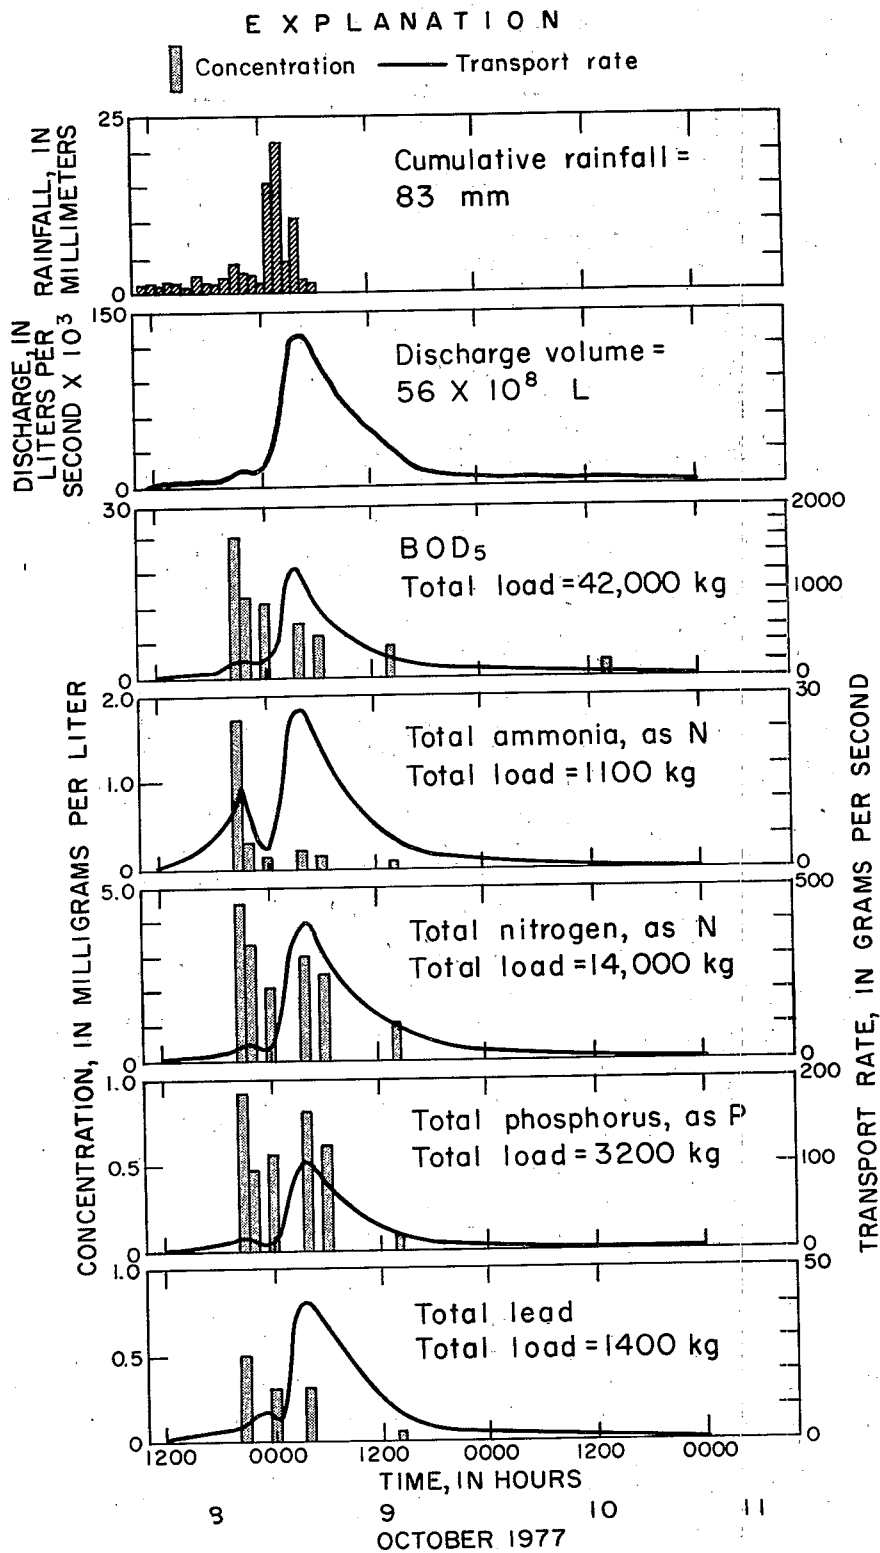 EXPLANATION
Concentration Transport rate
RAINFALL, IN
MILLIMETERS
25
0
Cumulative rainfall =
83 mm
DISCHARGE, IN
LITERS PER
SECOND X 10³
150
0
Discharge volume =
56 X 10⁸ L
CONCENTRATION, IN MILLIGRAMS PER LITER
TRANSPORT RATE, IN GRAMS PER SECOND
30
0
2000
1000
0
BOD₅
Total load = 42,000 kg
2.0
1.0
0
30
0
Total ammonia, as N
Total load = 1100 kg
5.0
0
500
0
Total nitrogen, as N
Total load = 14,000 kg
1.0
0.5
0
200
100
0
Total phosphorus, as P
Total load = 3200 kg
1.0
0.5
0
50
0
Total lead
Total load = 1400 kg
1200 0000 1200 0000 1200 0000
TIME, IN HOURS
8 9 10 11
OCTOBER 1977